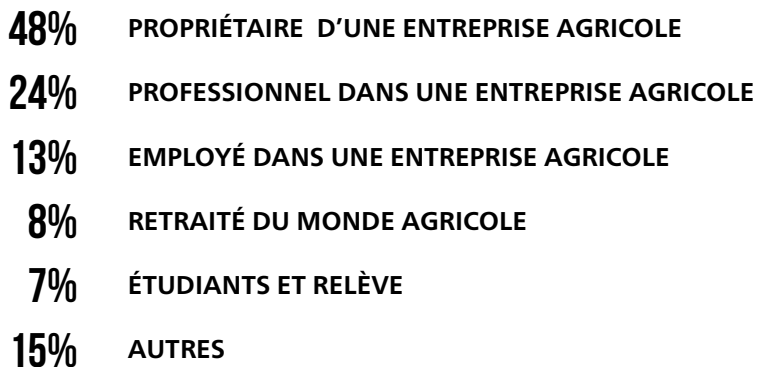 48% PROPRIÉTAIRE D’UNE ENTREPRISE AGRICOLE
24% PROFESSIONNEL DANS UNE ENTREPRISE AGRICOLE
13% EMPLOYÉ DANS UNE ENTREPRISE AGRICOLE
8% RETRAITÉ DU MONDE AGRICOLE
7% ÉTUDIANTS ET RELÈVE
15% AUTRES